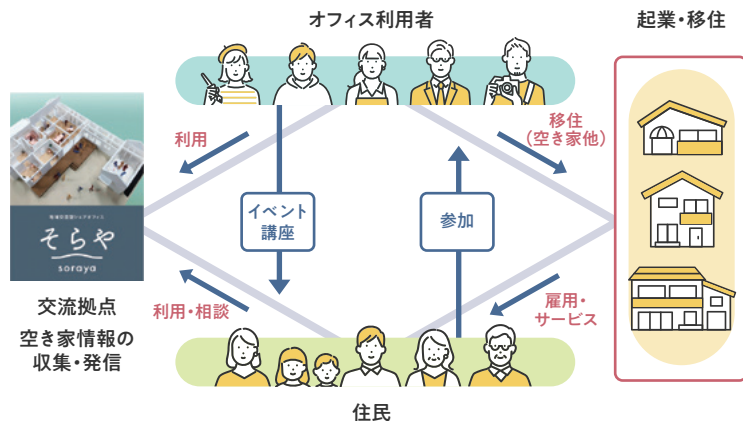 オフィス利用者
起業・移住
利用
移住
（空き家他）
イベント
講座
参加
そらや
soraya
利用・相談
雇用・
サービス
交流拠点
空き家情報の
収集・発信
住民